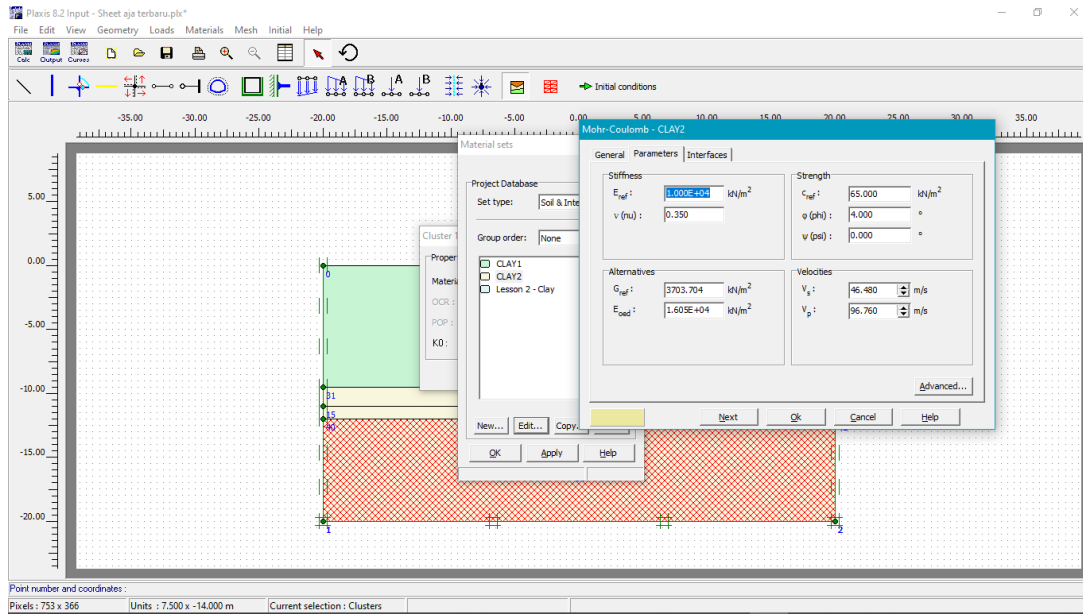 Plaxis 8.2 Input - Sheet aja terbaru.plx*
File Edit View Geometry Loads Materials Mesh Initial Help
Calc Output Curves
A B A B Initial conditions
-35.00 -30.00 -25.00 -20.00 -15.00 -10.00 -5.00 0.00 5.00 10.00 15.00 20.00 25.00 30.00 35.00
5.00
0.00
-5.00
-10.00
-15.00
-20.00
0
31
15
1
2
Cluster
Proper
Materia
OCR :
POP :
K0 :
Material sets
Project Database
Set type: Soil & Inte
Group order: None
CLAY1
CLAY2
Lesson 2 - Clay
New... Edit... Copy.
OK Apply Help
Mohr-Coulomb - CLAY2
General Parameters Interfaces
Stiffness
Eref : 1.000E+04 kN/m2
ν (nu) : 0.350
Strength
cref : 65.000 kN/m2
φ (phi) : 4.000 °
ψ (psi) : 0.000 °
Alternatives
Gref : 3703.704 kN/m2
Eoed : 1.605E+04 kN/m2
Velocities
Vs : 46.480 m/s
Vp : 96.760 m/s
Advanced...
Next Ok Cancel Help
Point number and coordinates :
Pixels : 753 x 366 Units : 7.500 x -14.000 m Current selection : Clusters